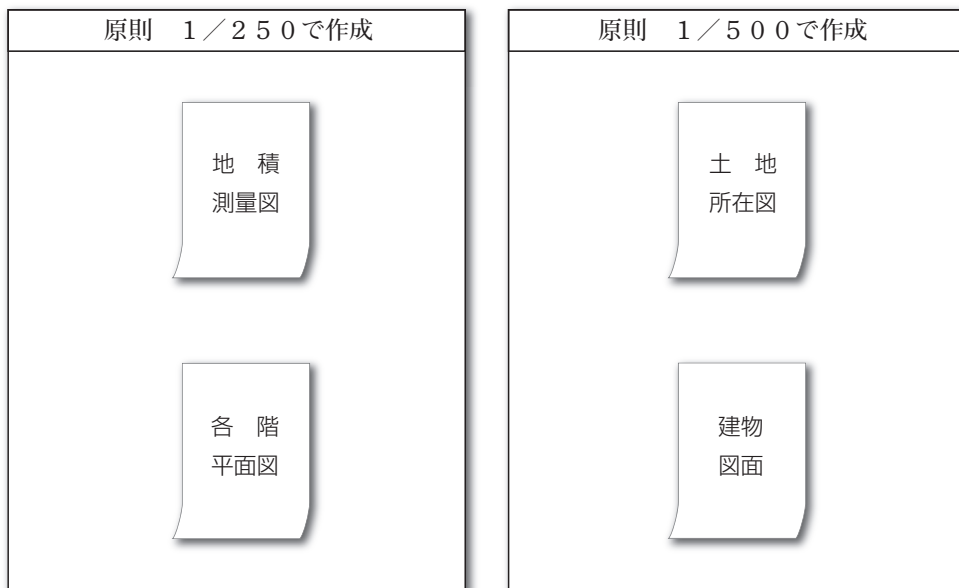 原則　１／２５０で作成
地　積
測量図
各　階
平面図
原則　１／５００で作成
土　地
所在図
建物
図面